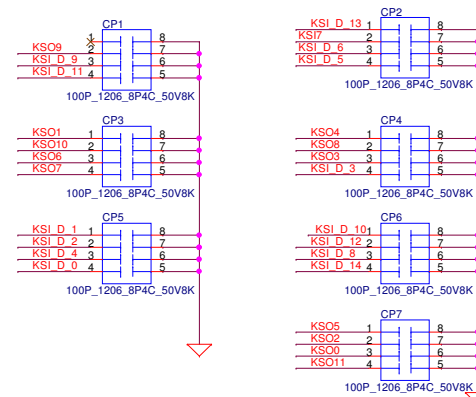 CP1
1 8
KSO9 2 7
KSI_D_9 3 6
KSI_D_11 4 5
100P_1206_8P4C_50V8K
CP3
KSO1 1 8
KSO10 2 7
KSO6 3 6
KSO7 4 5
100P_1206_8P4C_50V8K
CP5
KSI_D_1 1 8
KSI_D_2 2 7
KSI_D_4 3 6
KSI_D_0 4 5
100P_1206_8P4C_50V8K
CP2
KSI_D_13 1 8
KSI7 2 7
KSI_D_6 3 6
KSI_D_5 4 5
100P_1206_8P4C_50V8K
CP4
KSO4 1 8
KSO8 2 7
KSO3 3 6
KSI_D_3 4 5
100P_1206_8P4C_50V8K
CP6
KSI_D_10 1 8
KSI_D_12 2 7
KSI_D_8 3 6
KSI_D_14 4 5
100P_1206_8P4C_50V8K
CP7
KSO5 1 8
KSO2 2 7
KSO0 3 6
KSO11 4 5
100P_1206_8P4C_50V8K